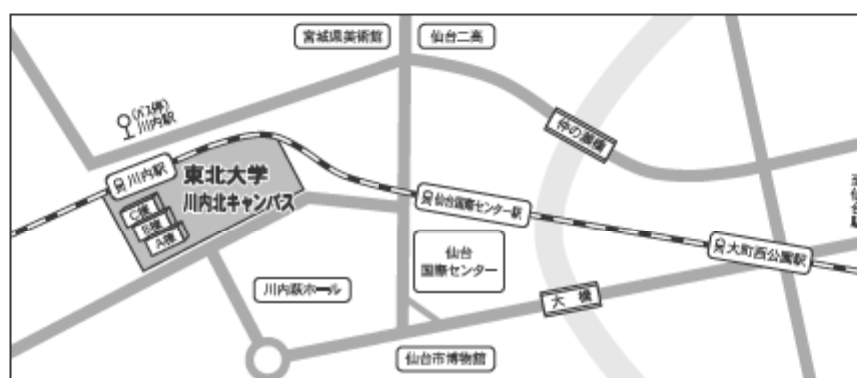 宮城県美術館
仙台二高
(バス停)
川内駅
仲の瀬橋
川内駅
東北大学
川内北キャンパス
C棟
B棟
A棟
仙台国際センター駅
至仙台駅
仙台
国際センター
大町西公園駅
川内萩ホール
大橋
仙台市博物館